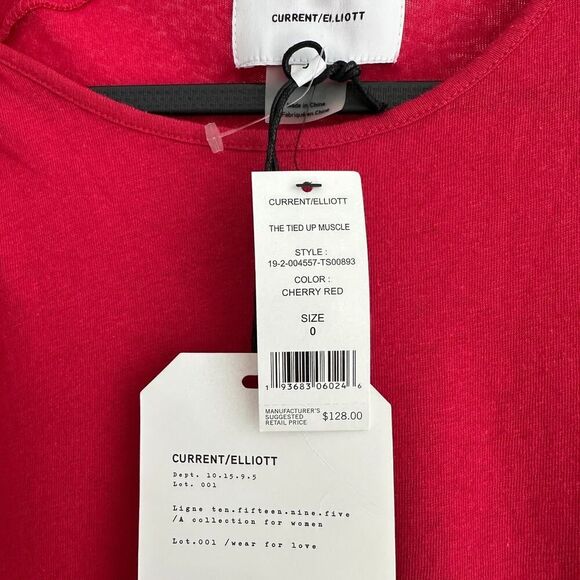 CURRENT/ELLIOTT
Made in China
Fabriqué en China
CURRENT/ELLIOTT
THE TIED UP MUSCLE
STYLE :
19-2-004557-TS00893
COLOR :
CHERRY RED
SIZE
0
1 93683 06024 6
MANUFACTURER'S
SUGGESTED
RETAIL PRICE
$128.00
CURRENT/ELLIOTT
Dept. 10.15.9.5
Lot. 001
Ligne ten.fifteen.nine.five
/A collection for women
Lot.001 /wear for love